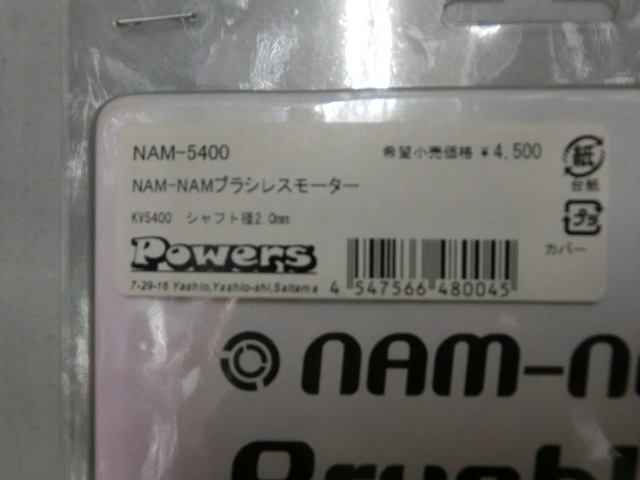 NAM-5400
希望小売価格 ¥4,500
NAM-NAMブラシレスモーター
KV5400 シャフト径2.0mm
Powers
7-29-16 Yashio,Yashio-shi,Saitama
4 547566 480045
紙
台紙
プラ
カバー
NAM-N
Brushl